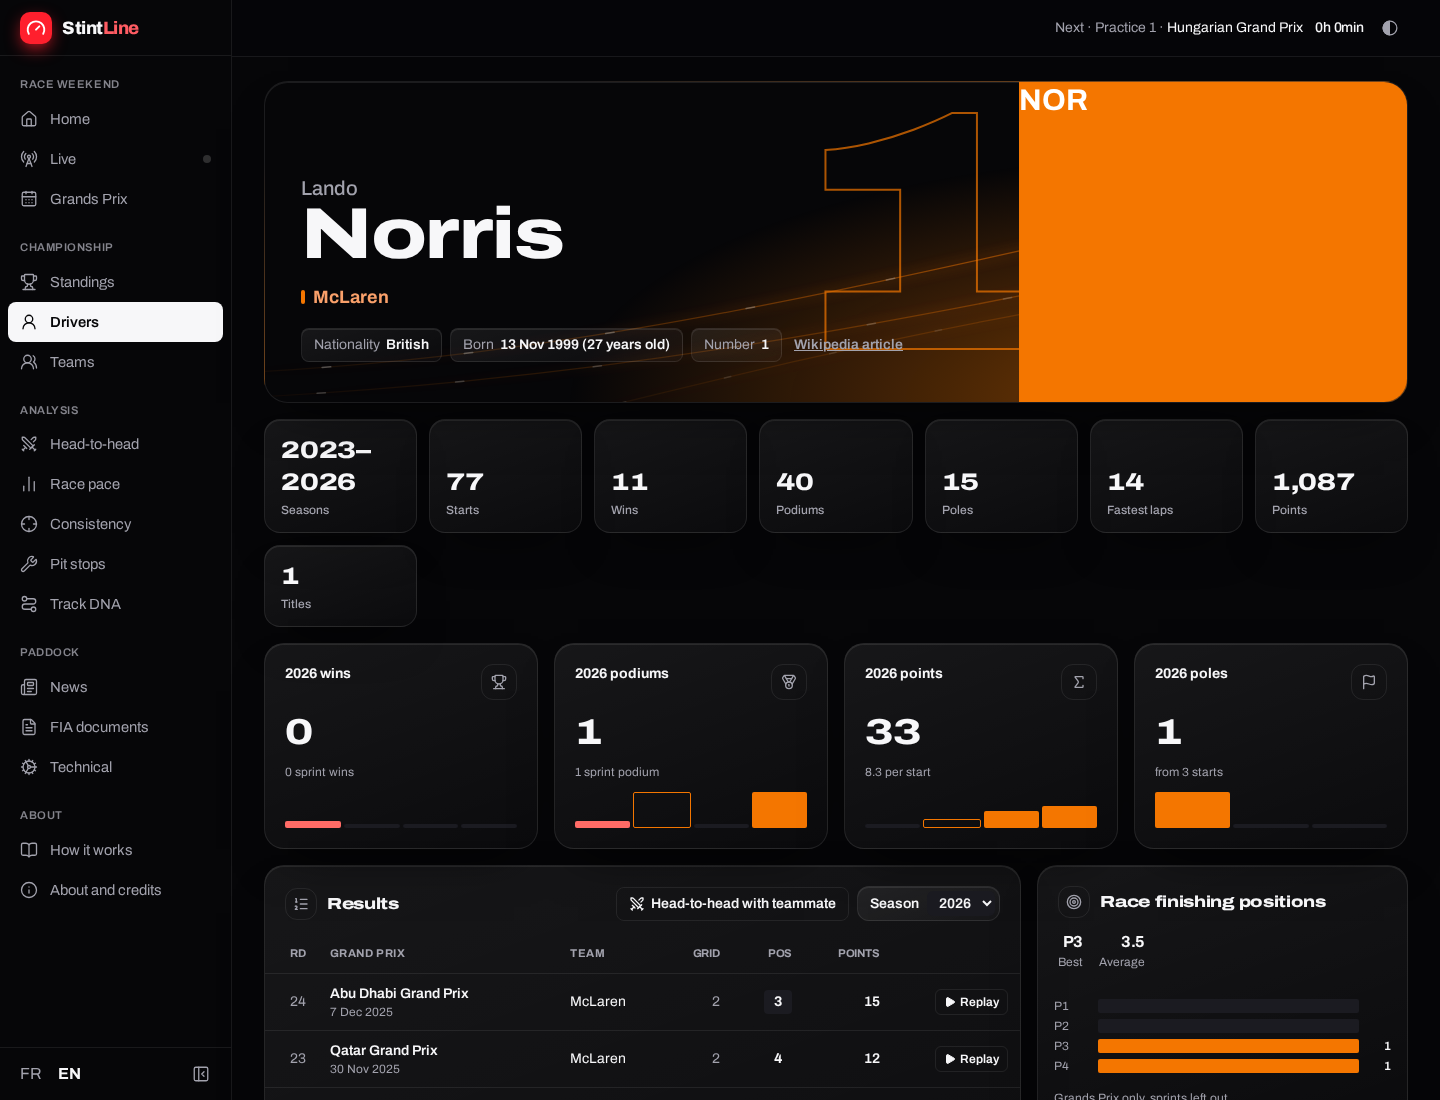 StintLine
Next · Practice 1 · Hungarian Grand Prix 0h 0min
RACE WEEKEND
Home
Live
Grands Prix
CHAMPIONSHIP
Standings
Drivers
Teams
ANALYSIS
Head-to-head
Race pace
Consistency
Pit stops
Track DNA
PADDOCK
News
FIA documents
Technical
ABOUT
How it works
About and credits
FR EN
1
NOR
Lando
Norris
McLaren
Nationality British
Born 13 Nov 1999 (27 years old)
Number 1
Wikipedia article
2023–
2026
Seasons
77
Starts
11
Wins
40
Podiums
15
Poles
14
Fastest laps
1,087
Points
1
Titles
2026 wins
0
0 sprint wins
2026 podiums
1
1 sprint podium
2026 points
33
8.3 per start
2026 poles
1
from 3 starts
Results
Head-to-head with teammate
Season 2026
RD GRAND PRIX TEAM GRID POS POINTS
24 Abu Dhabi Grand Prix McLaren 2 3 15 Replay
7 Dec 2025
23 Qatar Grand Prix McLaren 2 4 12 Replay
30 Nov 2025
Race finishing positions
P3 3.5
Best Average
P1
P2
P3 1
P4 1
Grands Prix only, sprints left out